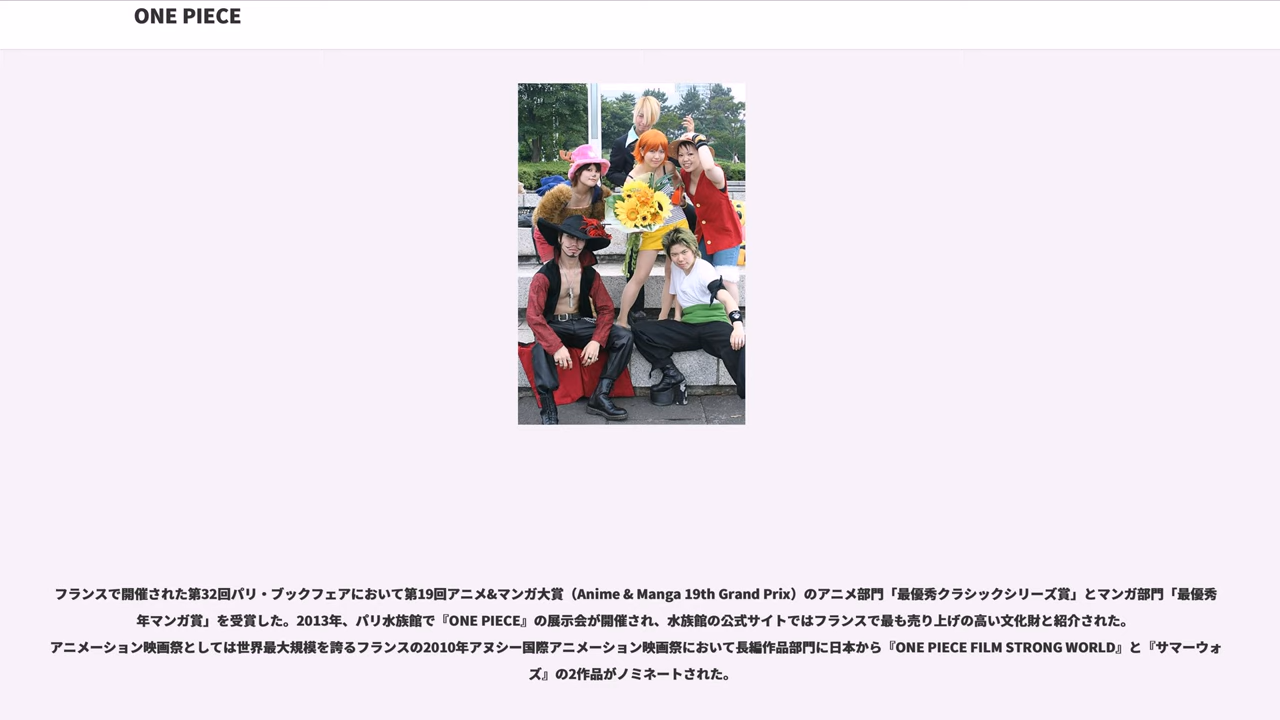 ONE PIECE
フランスで開催された第32回パリ・ブックフェアにおいて第19回アニメ&マンガ大賞（Anime & Manga 19th Grand Prix）のアニメ部門「最優秀クラシックシリーズ賞」とマンガ部門「最優秀
年マンガ賞」を受賞した。2013年、パリ水族館で『ONE PIECE』の展示会が開催され、水族館の公式サイトではフランスで最も売り上げの高い文化財と紹介された。
アニメーション映画祭としては世界最大規模を誇るフランスの2010年アヌシー国際アニメーション映画祭において長編作品部門に日本から『ONE PIECE FILM STRONG WORLD』と『サマーウォ
ズ』の2作品がノミネートされた。